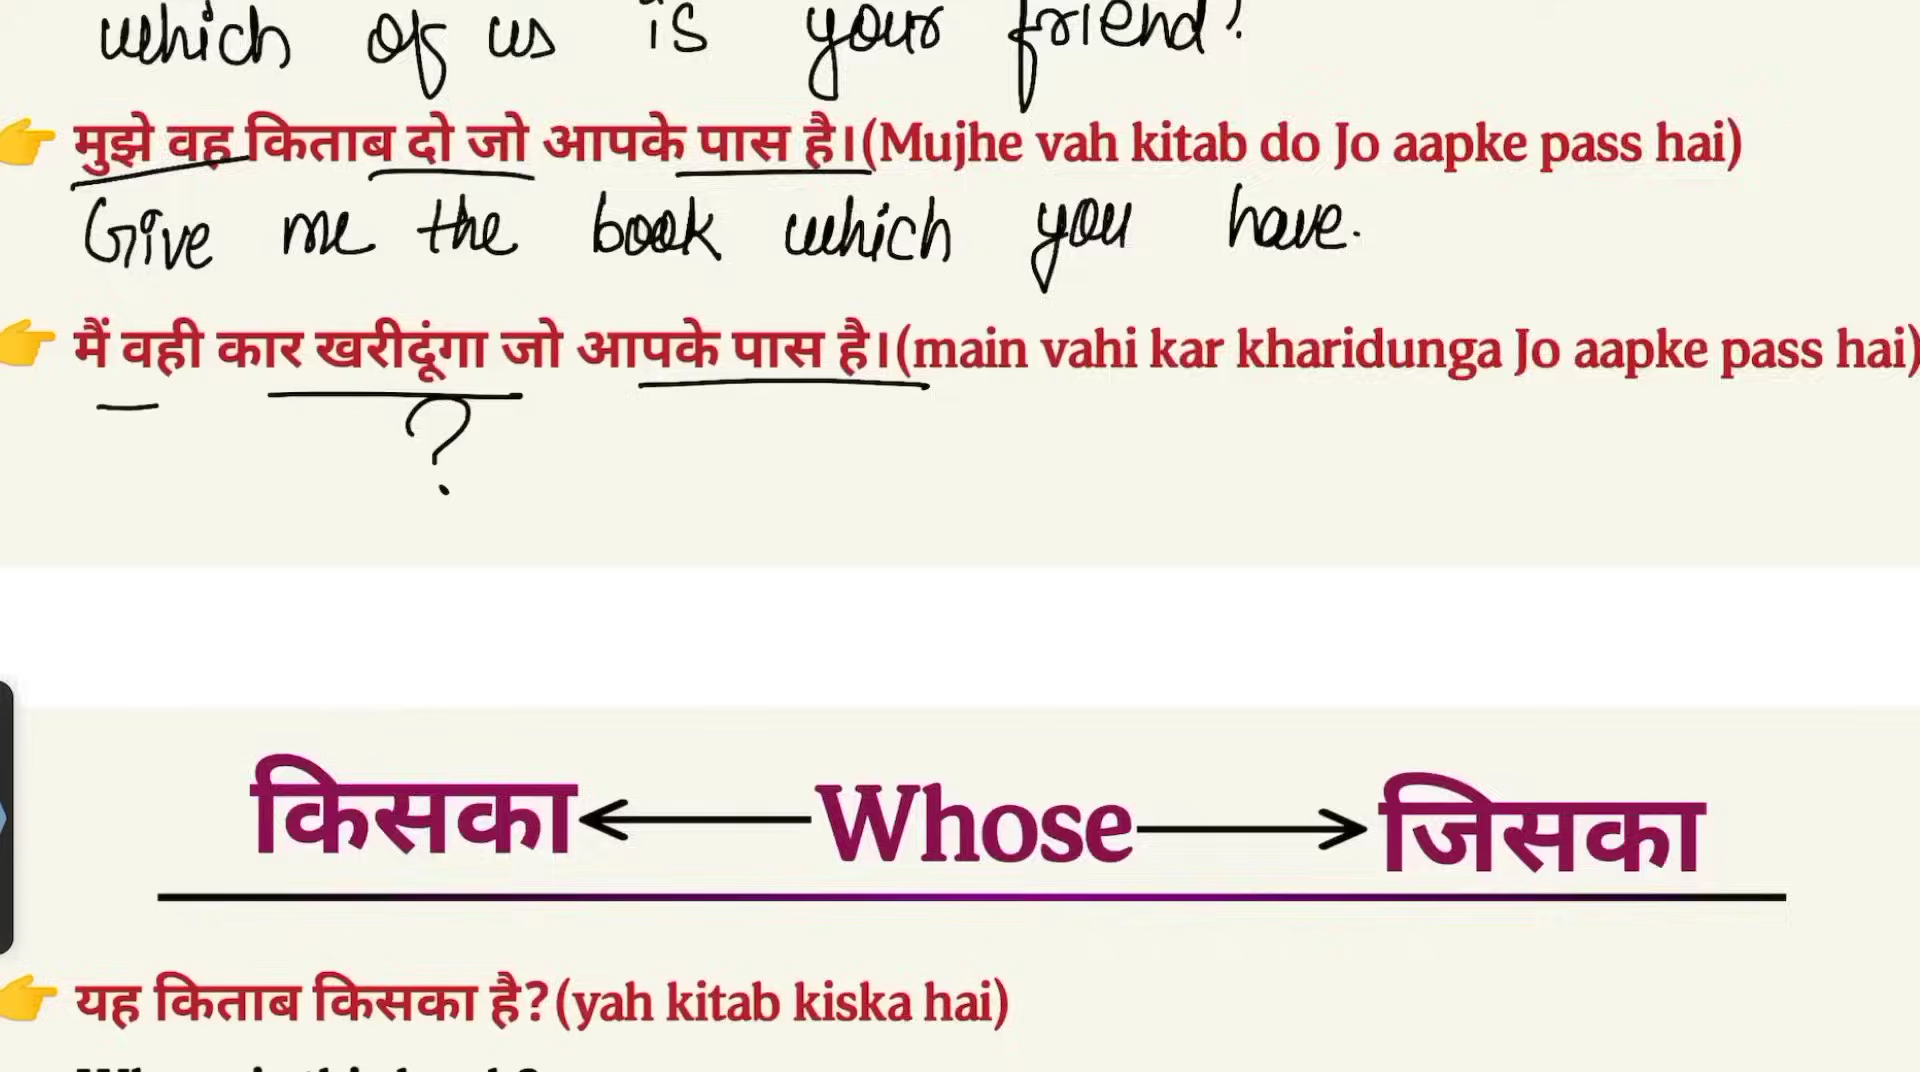 which of us is your friend?
👉 मुझे वह किताब दो जो आपके पास है।(Mujhe vah kitab do Jo aapke pass hai)
Give me the book which you have.
👉 मैं वही कार खरीदूंगा जो आपके पास है।(main vahi kar kharidunga Jo aapke pass hai)
?
किसका ← Whose → जिसका
👉 यह किताब किसका है?(yah kitab kiska hai)